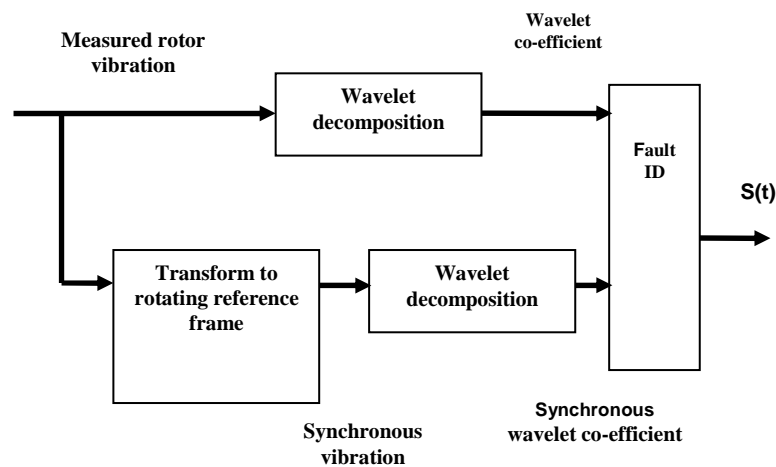 Measured rotor
vibration
Wavelet
co-efficient
Wavelet
decomposition
Fault
ID
S(t)
Transform to
rotating reference
frame
Wavelet
decomposition
Synchronous
vibration
Synchronous
wavelet co-efficient